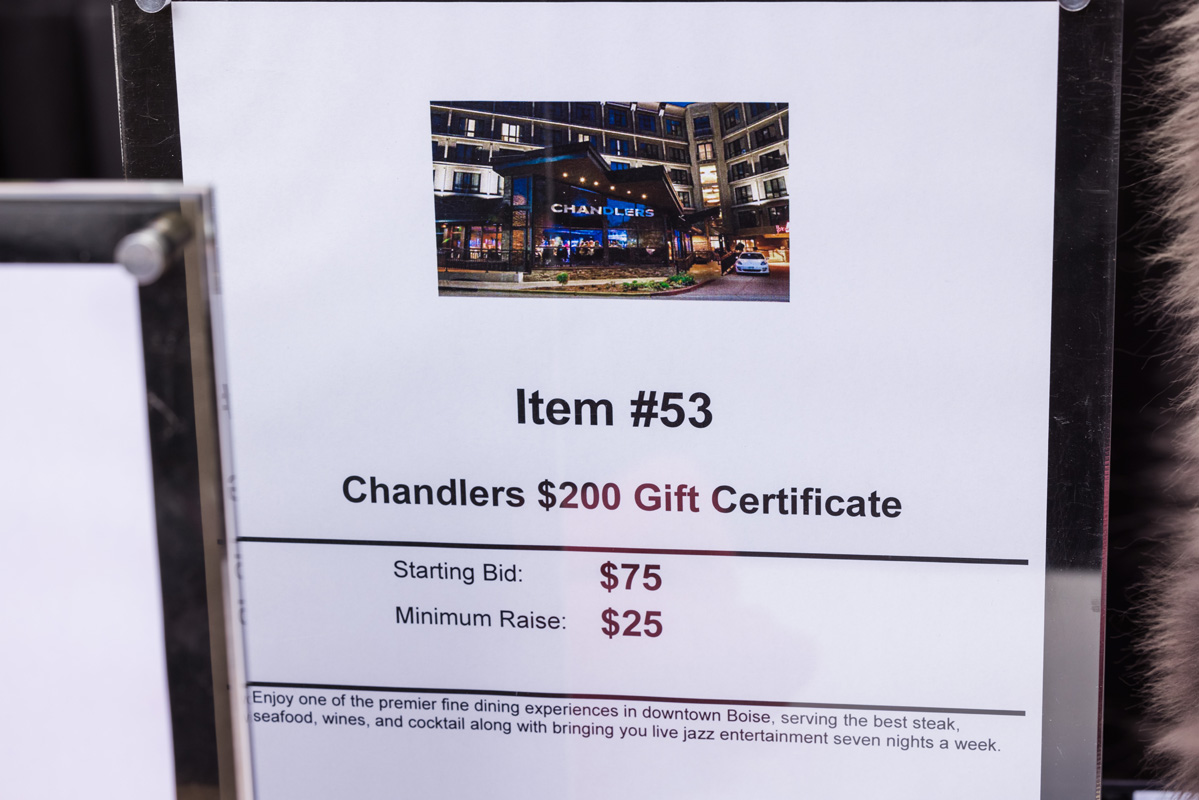 CHANDLERS
Item #53
Chandlers $200 Gift Certificate
Starting Bid: $75
Minimum Raise: $25
Enjoy one of the premier fine dining experiences in downtown Boise, serving the best steak,
seafood, wines, and cocktail along with bringing you live jazz entertainment seven nights a week.